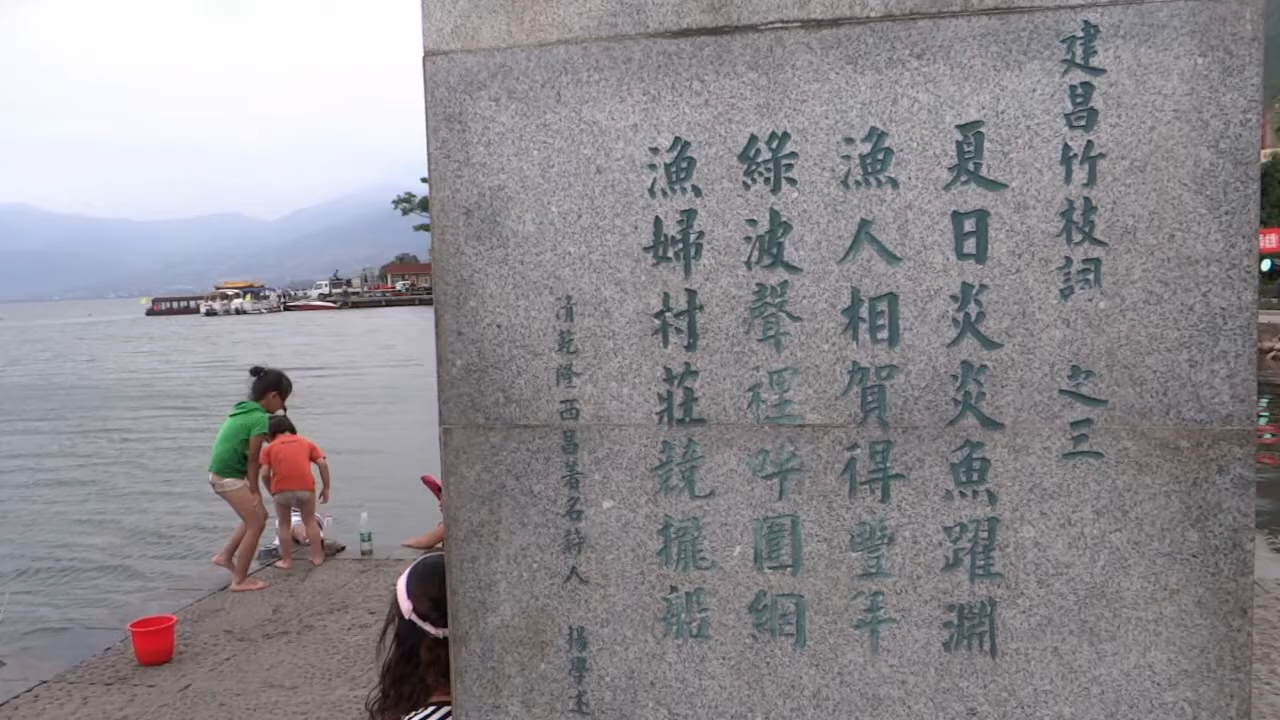 建昌竹枝詞 之三
夏日炎炎魚躍淵
漁人相賀得豐年
綠波聲裡呼圍網
漁婦村莊競攏船
清乾隆西昌著名詩人 楊學述